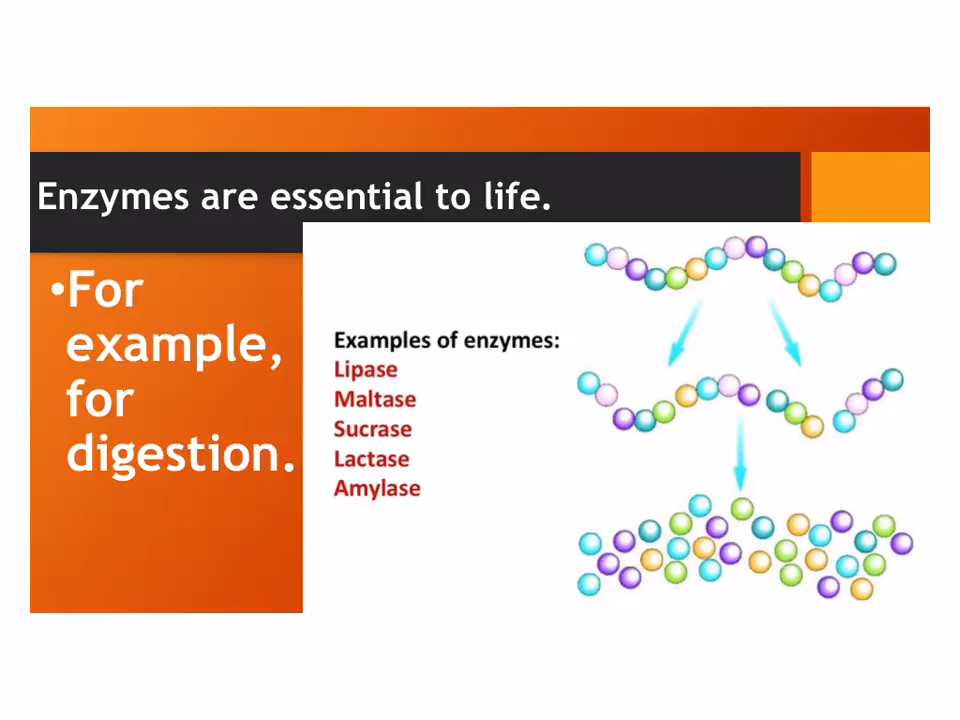 Enzymes are essential to life.
•For
example,
for
digestion.
Examples of enzymes:
Lipase
Maltase
Sucrase
Lactase
Amylase